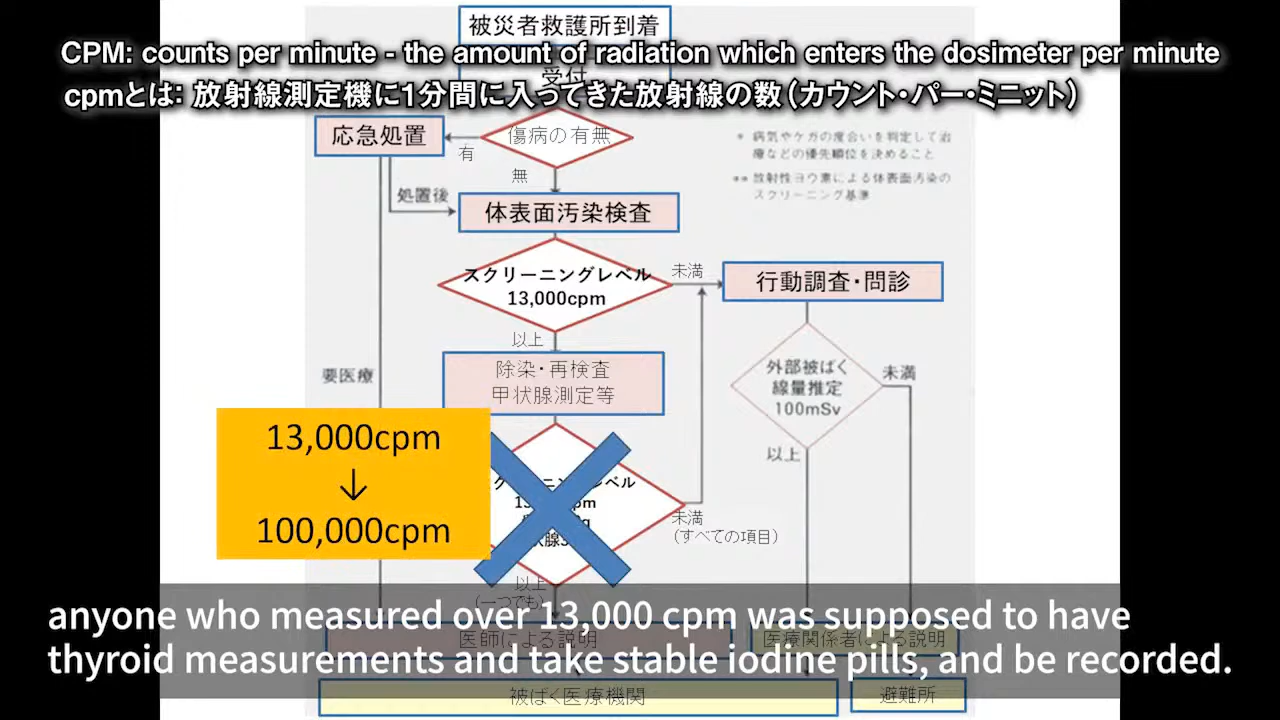 被災者救護所到着
CPM: counts per minute - the amount of radiation which enters the dosimeter per minute
受付
cpmとは：放射線測定機に1分間に入ってきた放射線の数（カウント・パー・ミニット）
応急処置
有
傷病の有無
無
* 病気やケガの度合いを判定して治
療などの優先順位を決めること
** 放射性ヨウ素による体表面汚染の
スクリーニング基準
処置後
体表面汚染検査
スクリーニングレベル
13,000cpm
未満
行動調査・問診
以上
除染・再検査
甲状腺測定等
要医療
外部被ばく
線量推定
100mSv
未満
以上
13,000cpm
↓
100,000cpm
未満
（すべての項目）
以上
（一つでも）
anyone who measured over 13,000 cpm was supposed to have
thyroid measurements and take stable iodine pills, and be recorded.
医師による説明
医療関係者による説明
被ばく医療機関
避難所